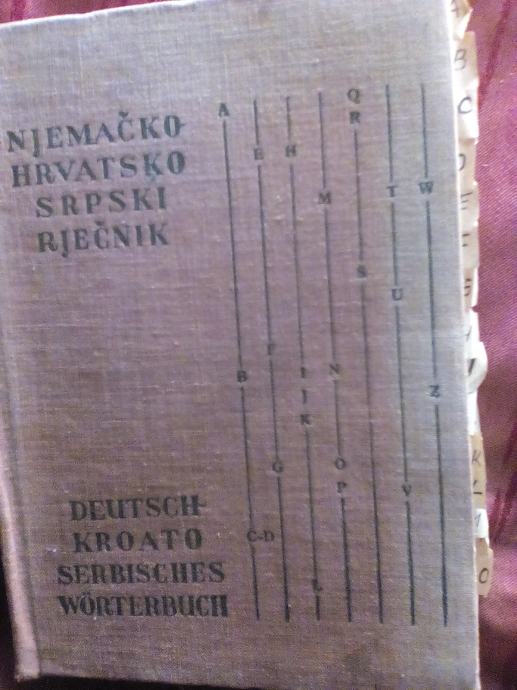 NJEMAČKO-
HRVATSKO
SRPSKI
RJEČNIK
A
B
C-D
E
F
G
H
I
J
K
L
M
N
O
P
Q
R
S
T
U
V
W
Z
DEUTSCH-
KROATO
SERBISCHES
WÖRTERBUCH
B
C
D
E
F
G
K
L
O